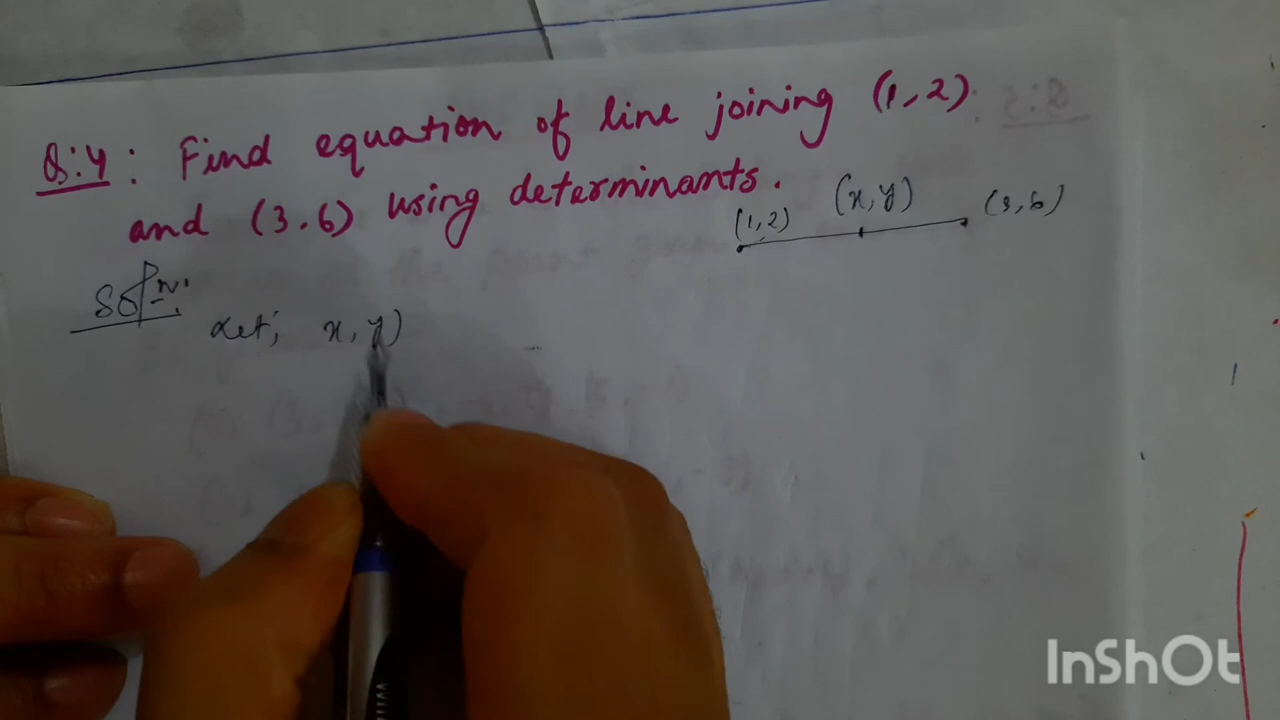 Q:4: Find equation of line joining (1,2)
and (3,6) using determinants.
(1,2) (x,y) (3,6)
Soln.
Let; x,y)
InShOt